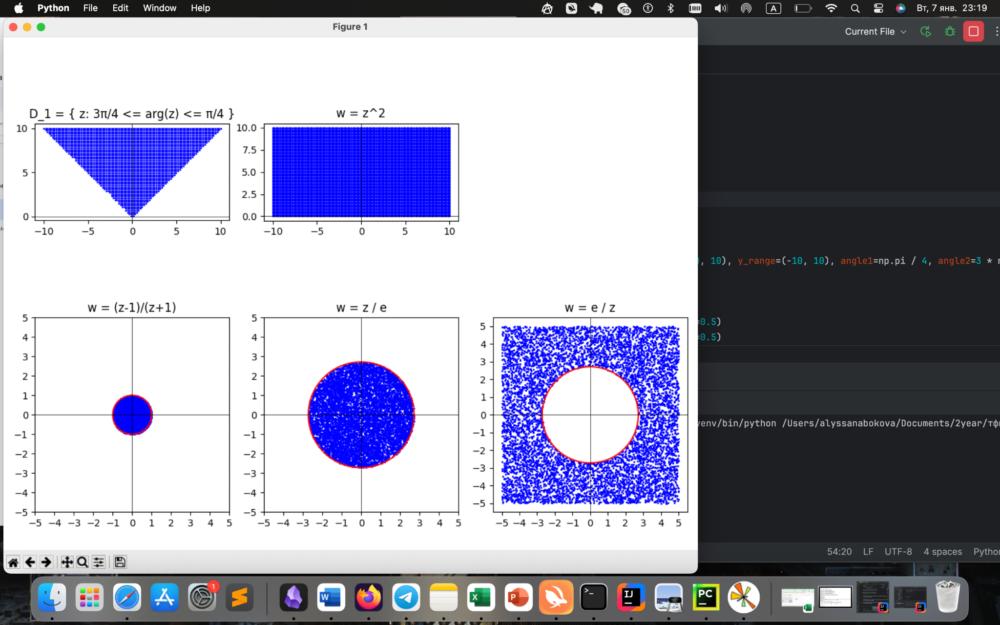 Python File Edit Window Help
50
A
Вт, 7 янв. 23:19
Figure 1
Current File
D_1 = { z: 3π/4 <= arg(z) <= π/4 }
10
5
0
−10 −5 0 5 10
w = z^2
10.0
7.5
5.0
2.5
0.0
−10 −5 0 5 10
, 10), y_range=(-10, 10), angle1=np.pi / 4, angle2=3 *
w = (z-1)/(z+1)
5
4
3
2
1
0
−1
−2
−3
−4
−5
−5 −4 −3 −2 −1 0 1 2 3 4 5
w = z / e
5
4
3
2
1
0
−1
−2
−3
−4
−5
−5 −4 −3 −2 −1 0 1 2 3 4 5
w = e / z
5
4
3
2
1
0
−1
−2
−3
−4
−5
−5 −4 −3 −2 −1 0 1 2 3 4 5
=0.5)
=0.5)
venv/bin/python /Users/alyssanabokova/Documents/2year/тф
54:20 LF UTF-8 4 spaces Pytho
1
W
X
P
>_
IJ
PC